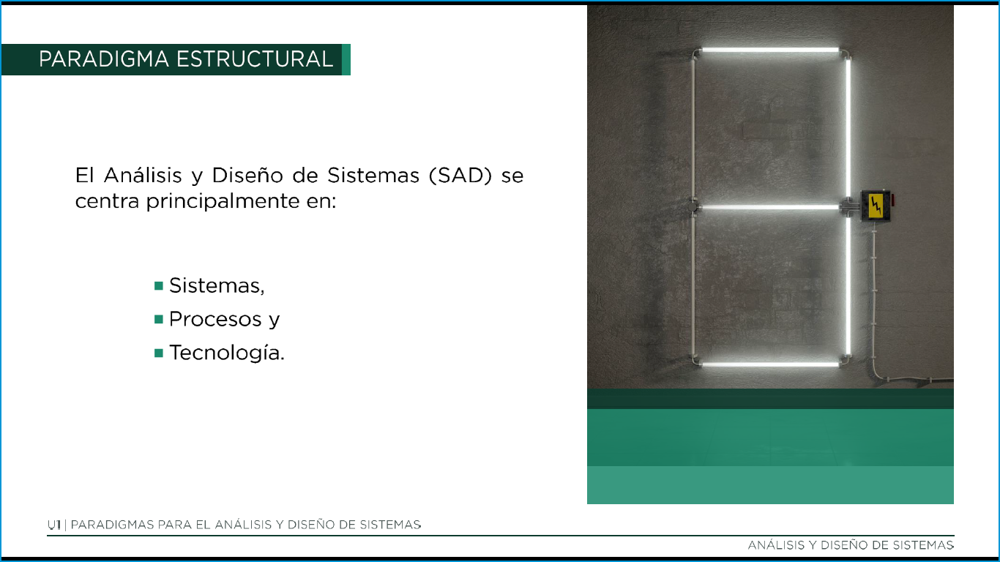 PARADIGMA ESTRUCTURAL
El Análisis y Diseño de Sistemas (SAD) se
centra principalmente en:
Sistemas,
Procesos y
Tecnología.
U1 | PARADIGMAS PARA EL ANÁLISIS Y DISEÑO DE SISTEMAS
ANÁLISIS Y DISEÑO DE SISTEMAS